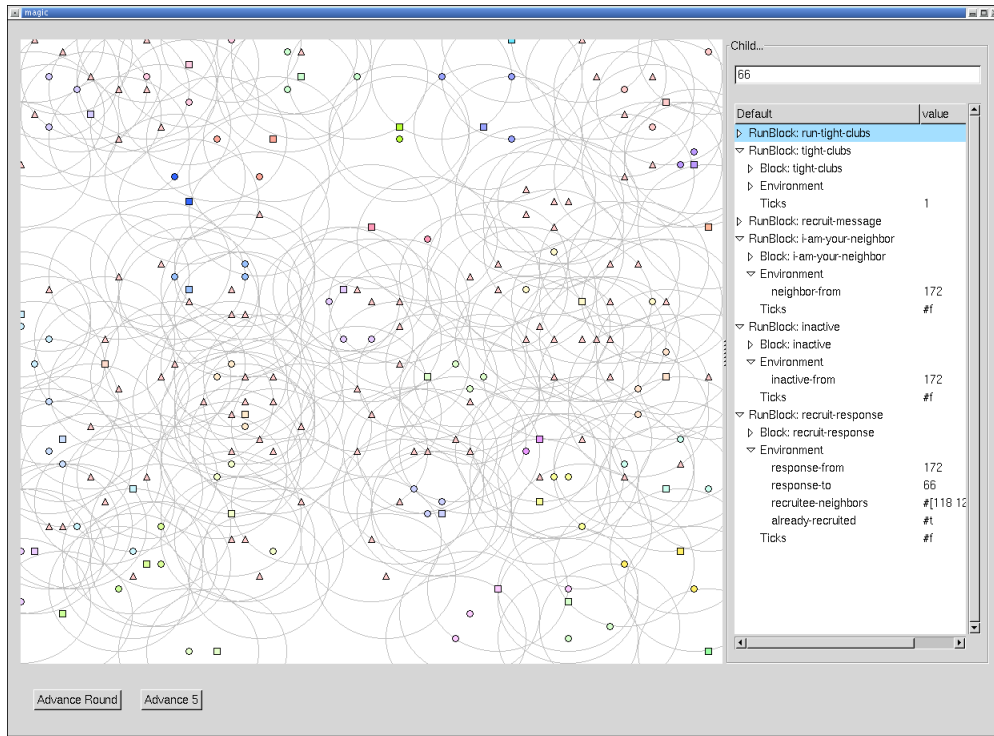 magic
Child...
66
Default value
RunBlock: run-tight-clubs
RunBlock: tight-clubs
Block: tight-clubs
Environment
Ticks 1
RunBlock: recruit-message
RunBlock: i-am-your-neighbor
Block: i-am-your-neighbor
Environment
neighbor-from 172
Ticks #f
RunBlock: inactive
Block: inactive
Environment
inactive-from 172
Ticks #f
RunBlock: recruit-response
Block: recruit-response
Environment
response-from 172
response-to 66
recruitee-neighbors #[118 12
already-recruited #t
Ticks #f
Advance Round Advance 5